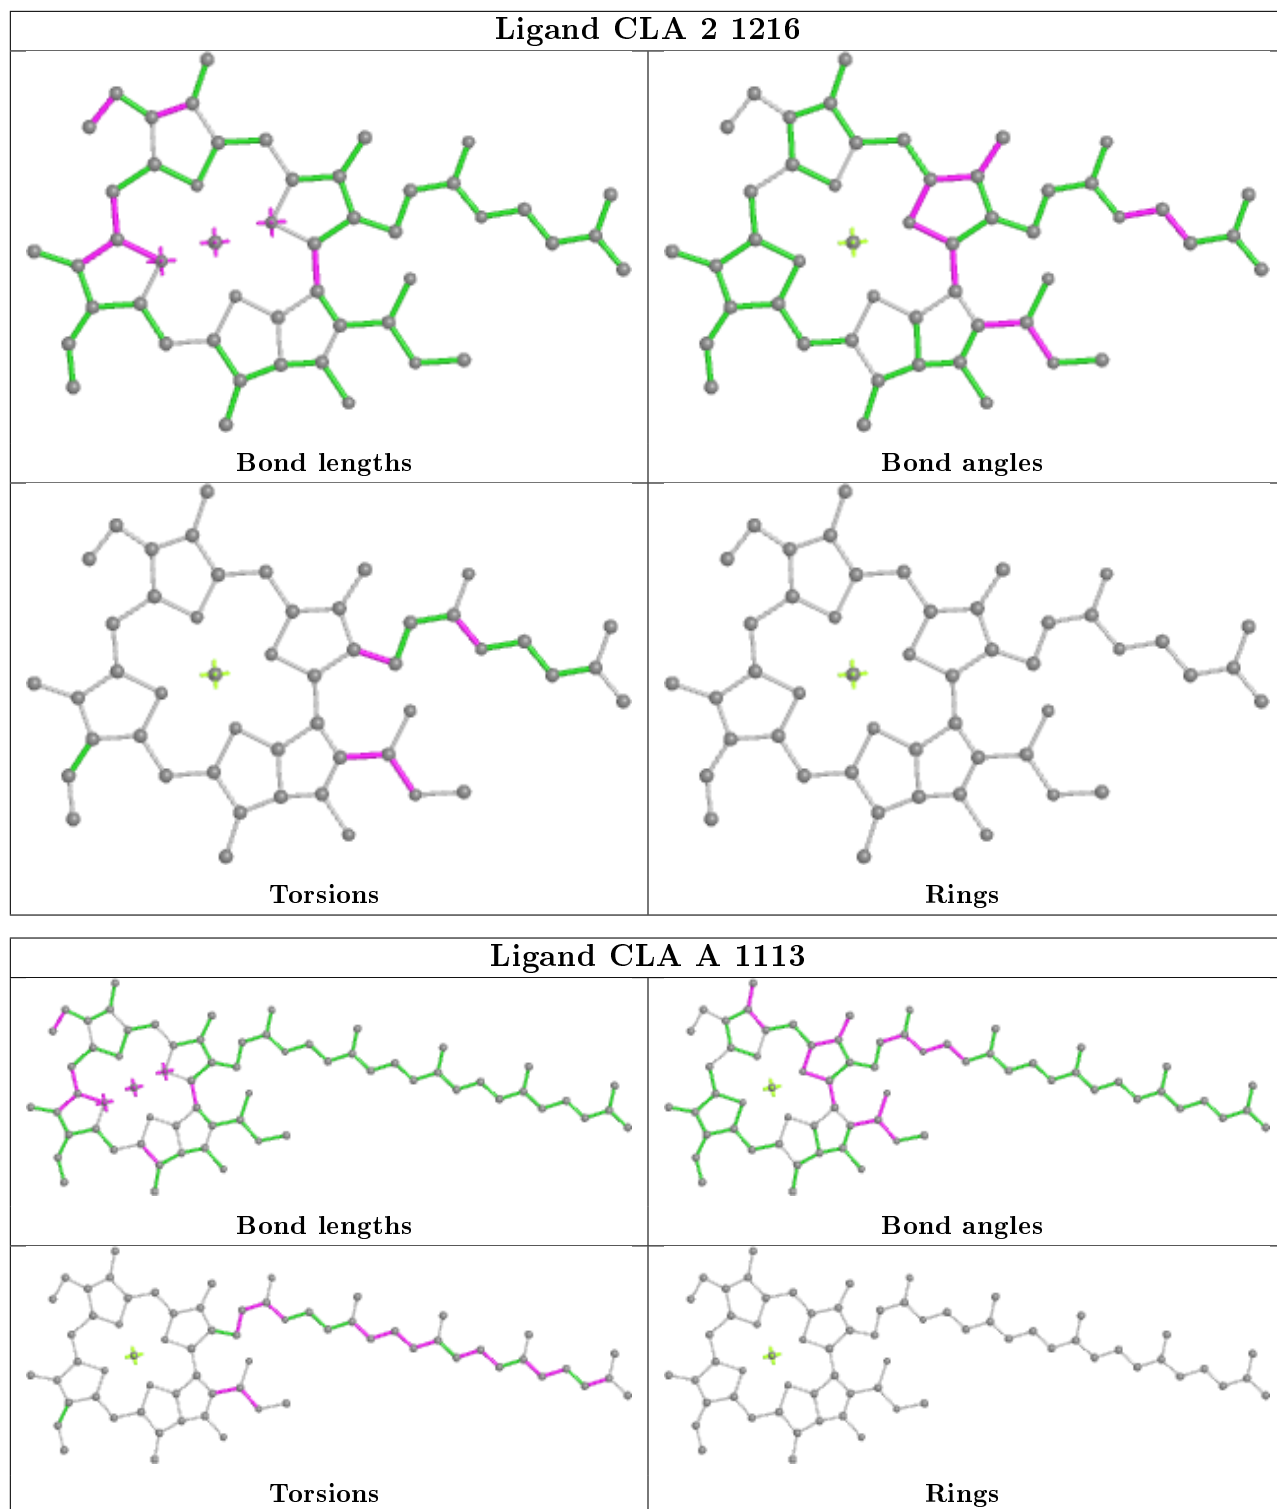 Ligand CLA 2 1216
Bond lengths
Bond angles
Torsions
Rings
Ligand CLA A 1113
Bond lengths
Bond angles
Torsions
Rings